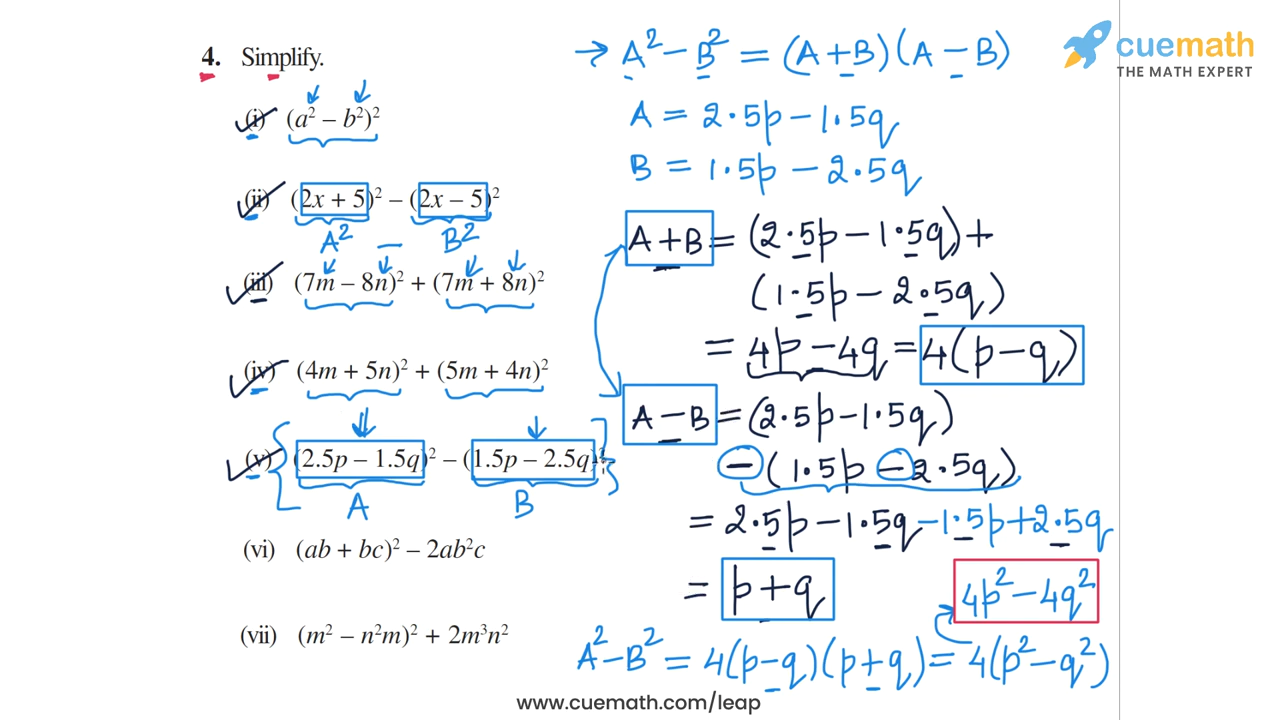 4. Simplify.
(i) (a² – b²)²
(ii) (2x + 5)² – (2x – 5)²
A² – B²
(iii) (7m – 8n)² + (7m + 8n)²
(iv) (4m + 5n)² + (5m + 4n)²
(v) (2.5p – 1.5q)² – (1.5p – 2.5q)²
A B
(vi) (ab + bc)² – 2ab²c
(vii) (m² – n²m)² + 2m³n²
→ A² – B² = (A + B) (A – B)
A = 2.5p – 1.5q
B = 1.5p – 2.5q
A + B = (2.5p – 1.5q) +
(1.5p – 2.5q)
= 4p – 4q = 4(p – q)
A – B = (2.5p – 1.5q)
– (1.5p – 2.5q)
= 2.5p – 1.5q – 1.5p + 2.5q
= p + q
4p² – 4q²
A² – B² = 4(p – q)(p + q) = 4(p² – q²)
cuemath
THE MATH EXPERT
www.cuemath.com/leap